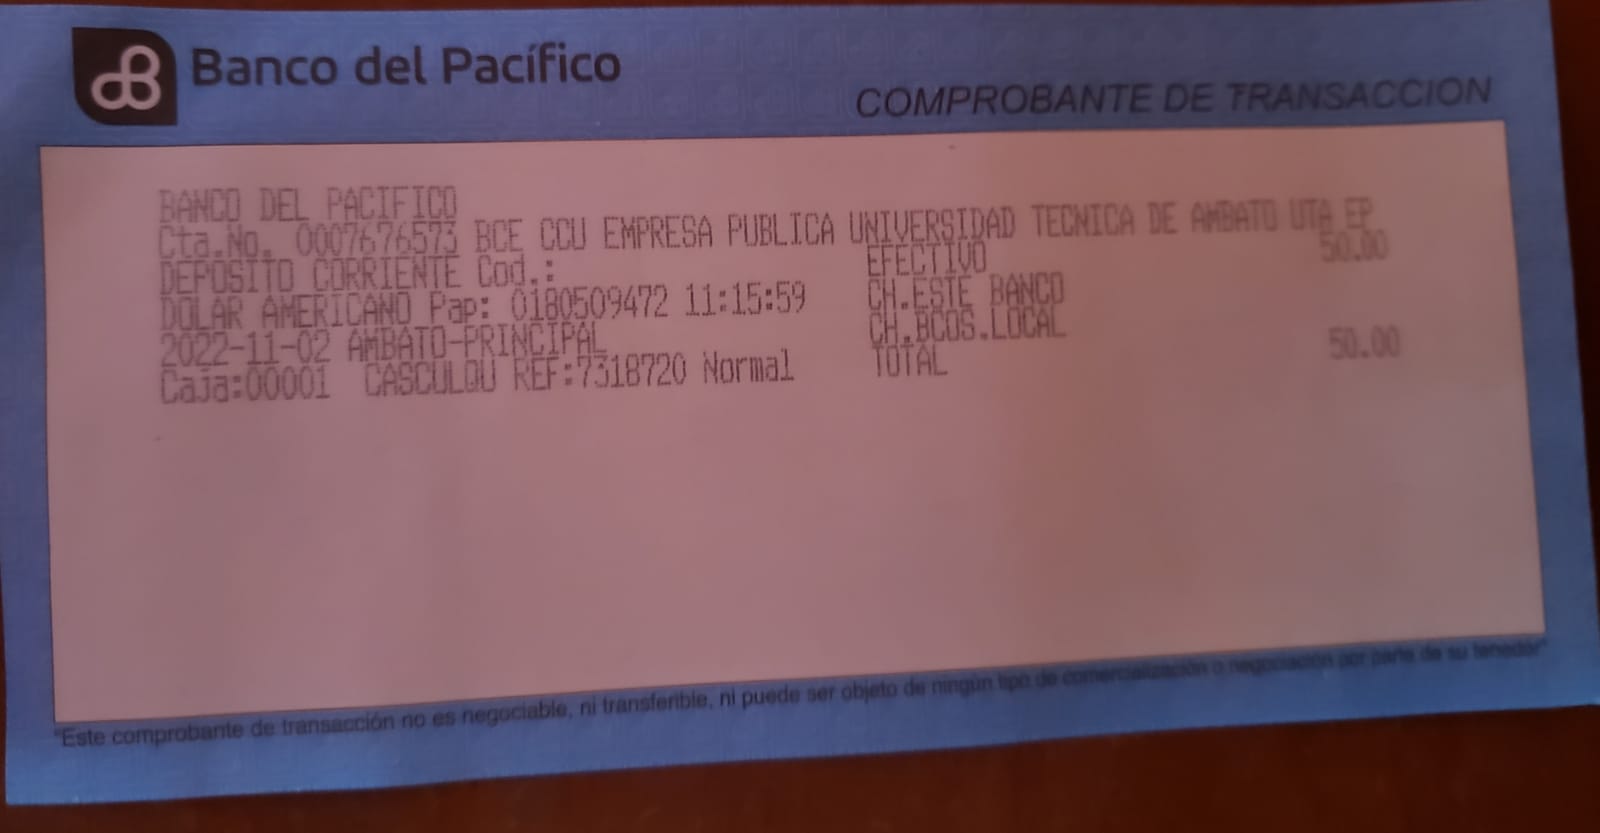 Banco del Pacífico
COMPROBANTE DE TRANSACCION
BANCO DEL PACIFICO
Cta.No. 0007676573 BCE CCU EMPRESA PUBLICA UNIVERSIDAD TECNICA DE AMBATO UTA EP
DEPOSITO CORRIENTE Cod.: EFECTIVO 50.00
DOLAR AMERICANO Pap: 0180509472 11:15:59 CH.ESTE BANCO
2022-11-02 AMBATO-PRINCIPAL CH.BCOS.LOCAL
Caja:00001 CASCULQU REF:7318720 Normal TOTAL 50.00
"Este comprobante de transacción no es negociable, ni transferible, ni puede ser objeto de ningún tipo de comercialización o negociación por parte de su tenedor"